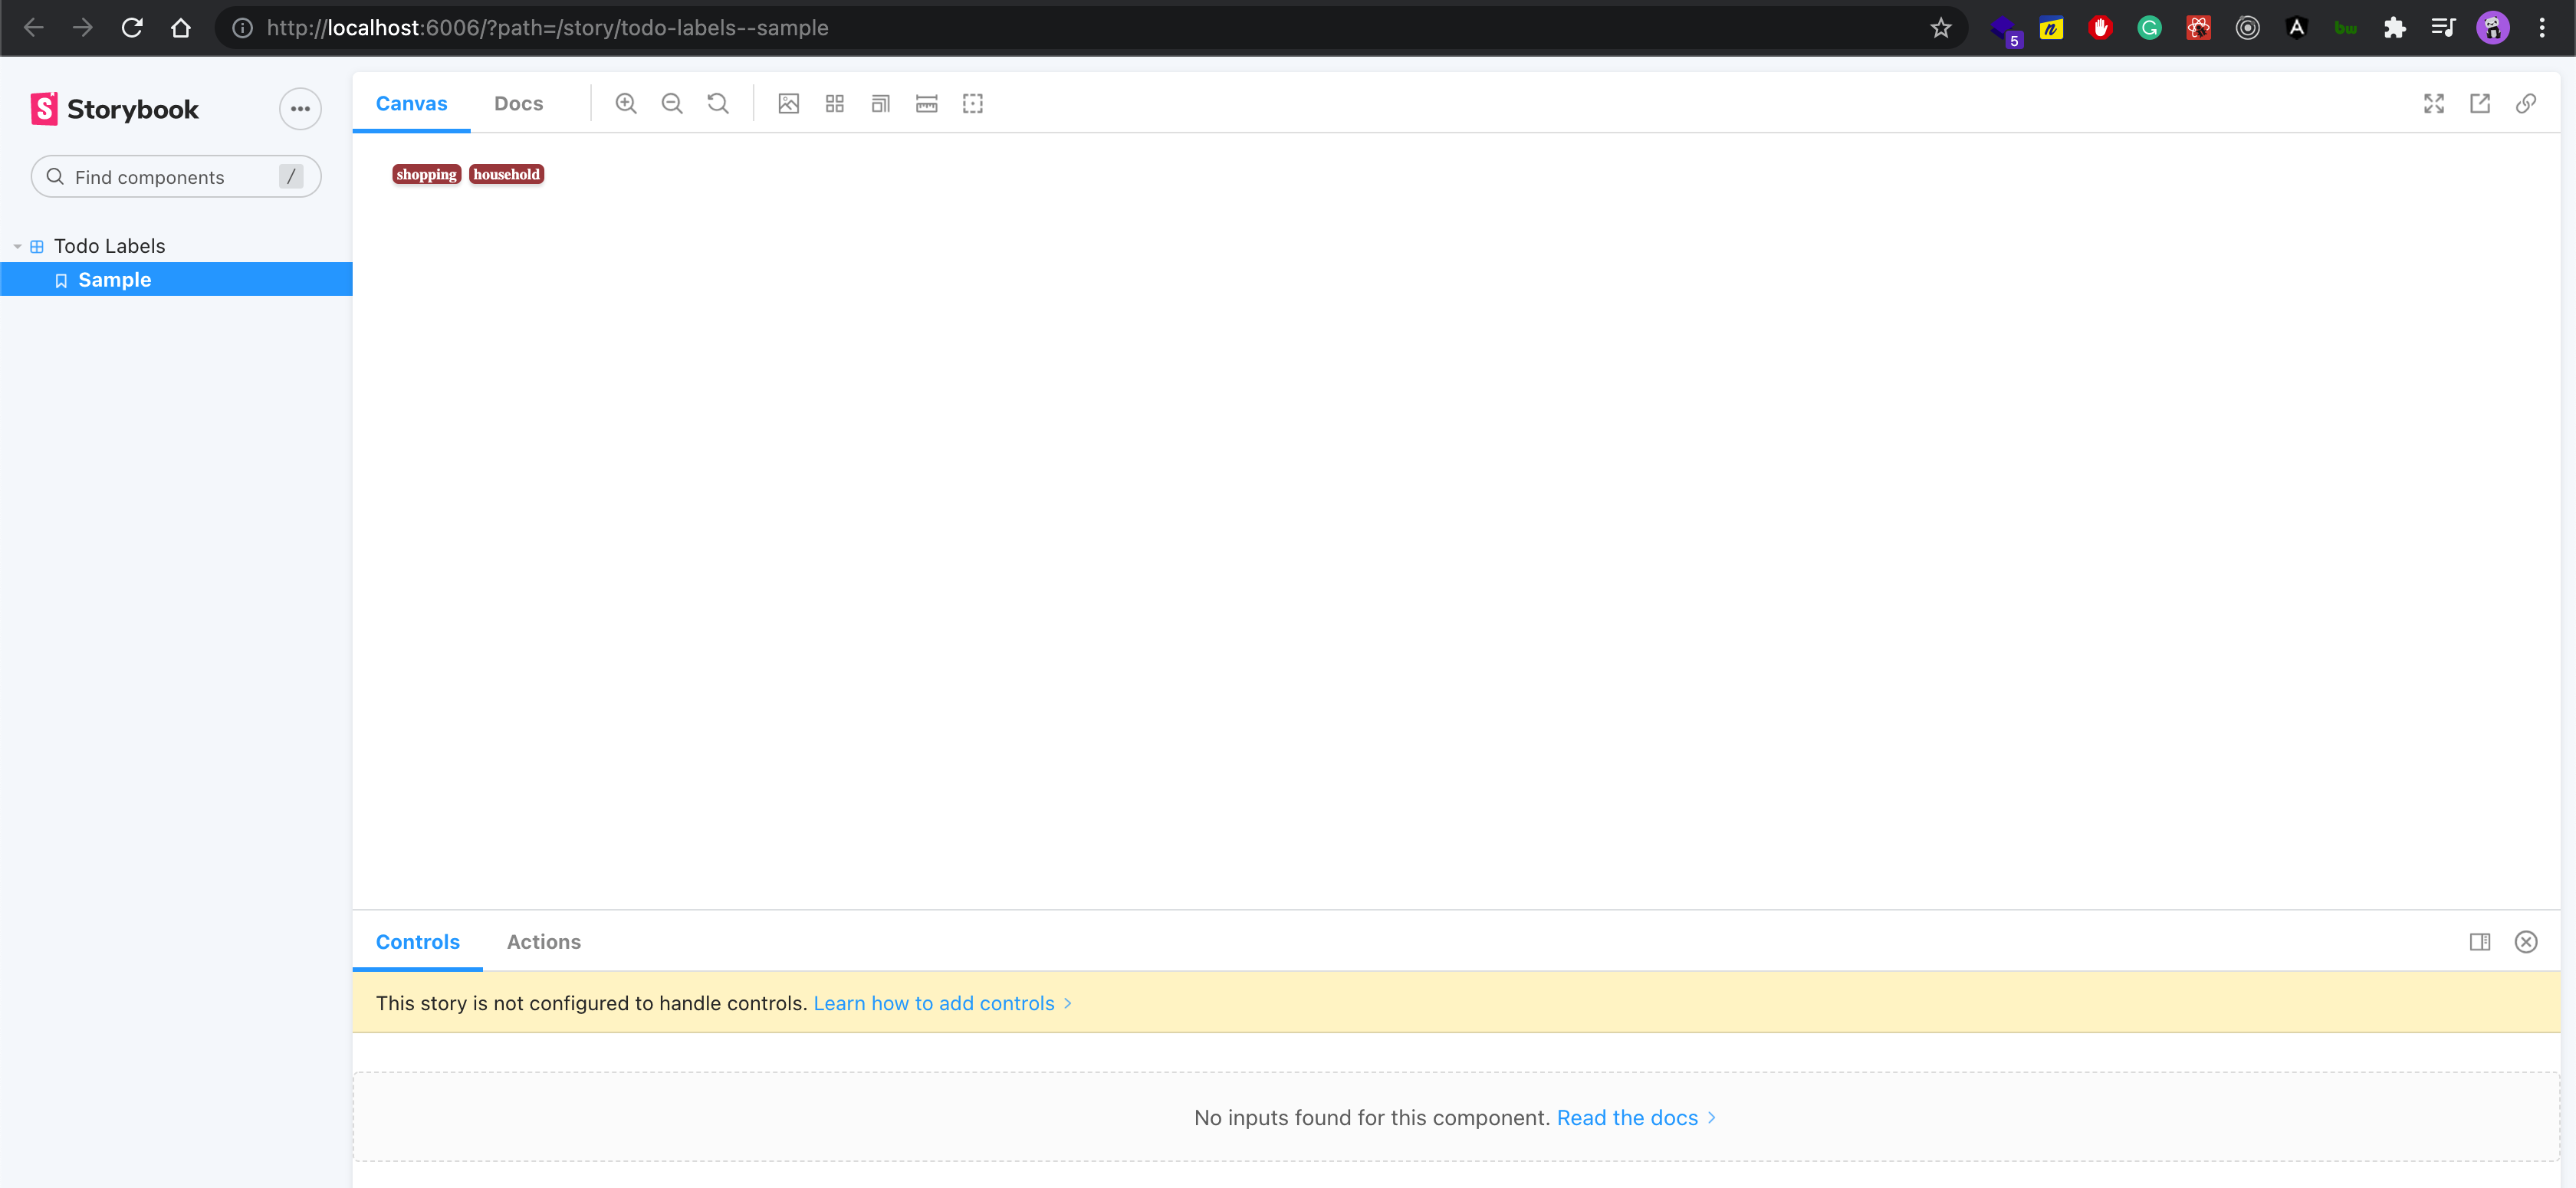 http://localhost:6006/?path=/story/todo-labels--sample
5
n
G
A
bw
S Storybook
Canvas Docs
Find components /
shopping household
Todo Labels
Sample
Controls Actions
This story is not configured to handle controls. Learn how to add controls
No inputs found for this component. Read the docs